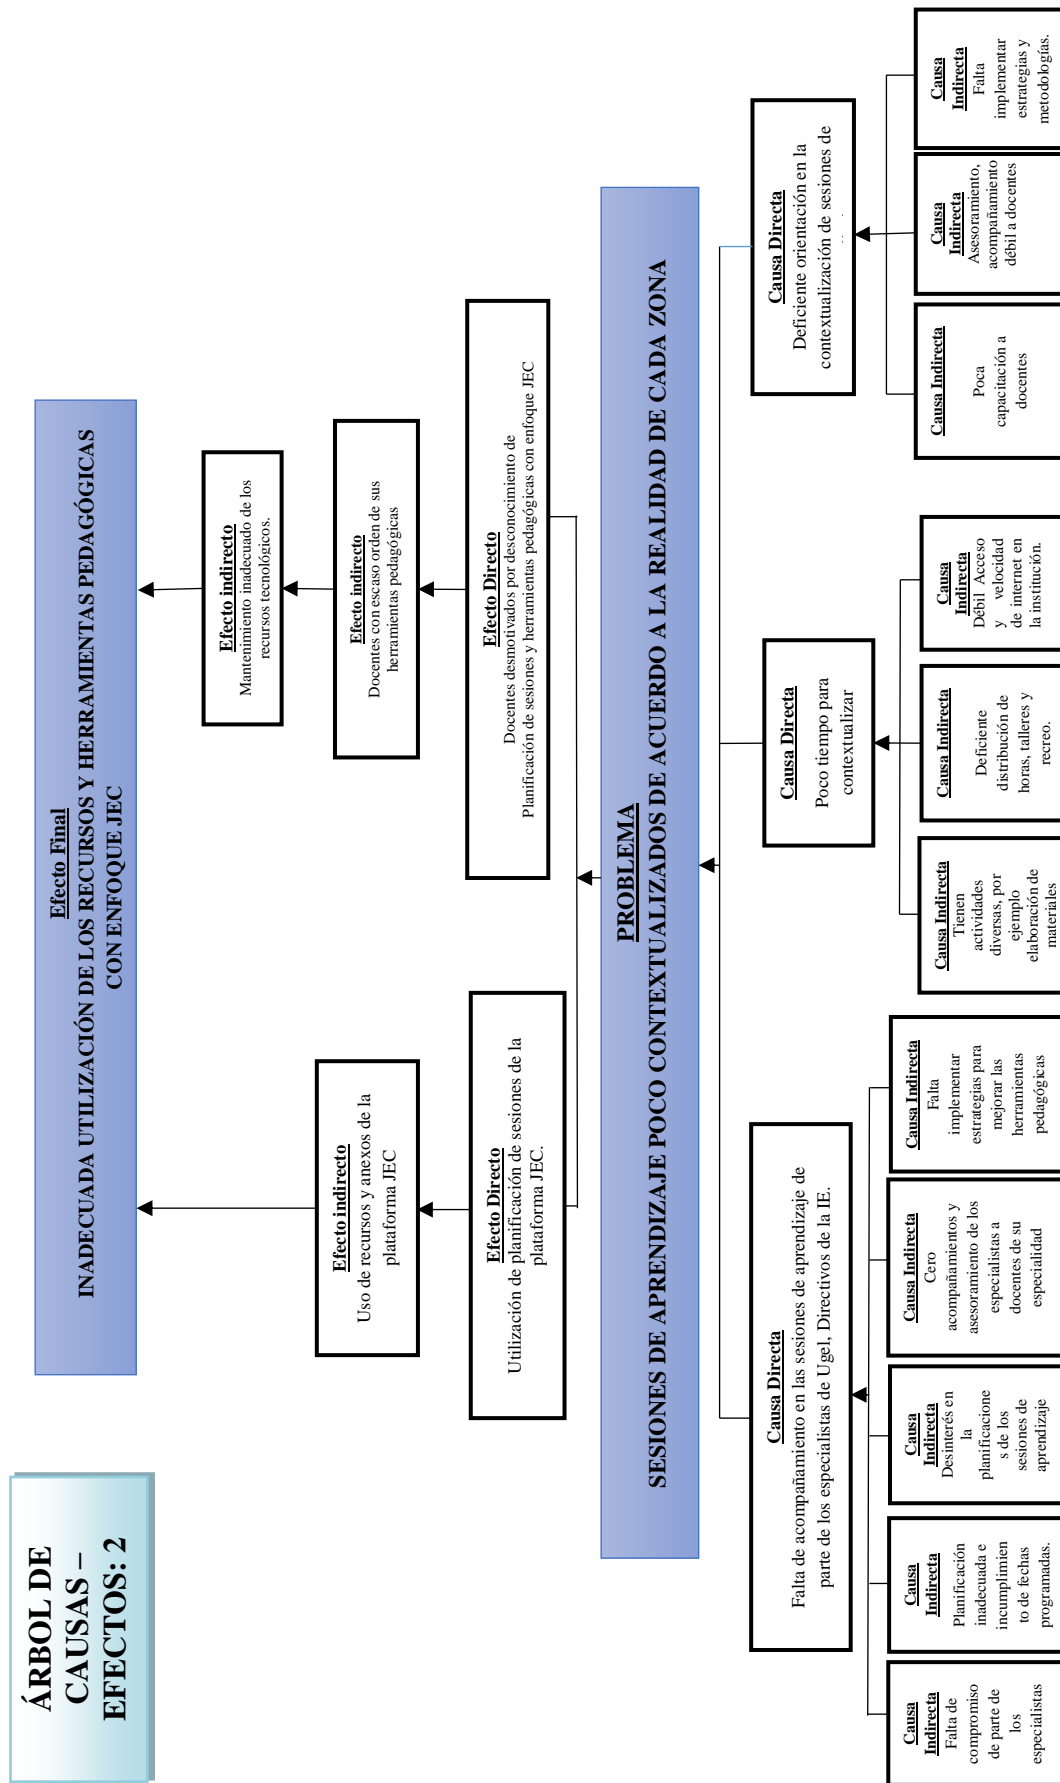 ÁRBOL DE
CAUSAS –
EFECTOS: 2
Efecto Final
INADECUADA UTILIZACIÓN DE LOS RECURSOS Y HERRAMIENTAS PEDAGÓGICAS
CON ENFOQUE JEC
Efecto indirecto
Mantenimiento inadecuado de los
recursos tecnológicos.
Efecto indirecto
Uso de recursos y anexos de la
plataforma JEC
Efecto indirecto
Docentes con escaso orden de sus
herramientas pedagógicas
Efecto Directo
Utilización de planificación de sesiones de la
plataforma JEC.
Efecto Directo
Docentes desmotivados por desconocimiento de
Planificación de sesiones y herramientas pedagógicas con enfoque JEC
PROBLEMA
SESIONES DE APRENDIZAJE POCO CONTEXTUALIZADOS DE ACUERDO A LA REALIDAD DE CADA ZONA
Causa Directa
Falta de acompañamiento en las sesiones de aprendizaje de
parte de los especialistas de Ugel, Directivos de la IE.
Causa Directa
Poco tiempo para
contextualizar
Causa Directa
Deficiente orientación en la
contextualización de sesiones de
Causa
Indirecta
Falta de
compromiso
de parte de
los
especialistas
Causa
Indirecta
Planificación
inadecuada e
incumplimien
to de fechas
programadas.
Causa
Indirecta
Desinterés en
la
planificacione
s de los
sesiones de
aprendizaje
Causa Indirecta
Cero
acompañamientos y
asesoramiento de los
especialistas a
docentes de su
especialidad
Causa Indirecta
Falta
implementar
estrategias para
mejorar las
herramientas
pedagógicas
Causa Indirecta
Tienen
actividades
diversas, por
ejemplo
elaboración de
materiales
Causa Indirecta
Deficiente
distribución de
horas, talleres y
recreo.
Causa
Indirecta
Débil Acceso
y velocidad
de internet en
la institución.
Causa Indirecta
Poca
capacitación a
docentes
Causa
Indirecta
Asesoramiento,
acompañamiento
débil a docentes
Causa
Indirecta
Falta
implementar
estrategias y
metodologías.